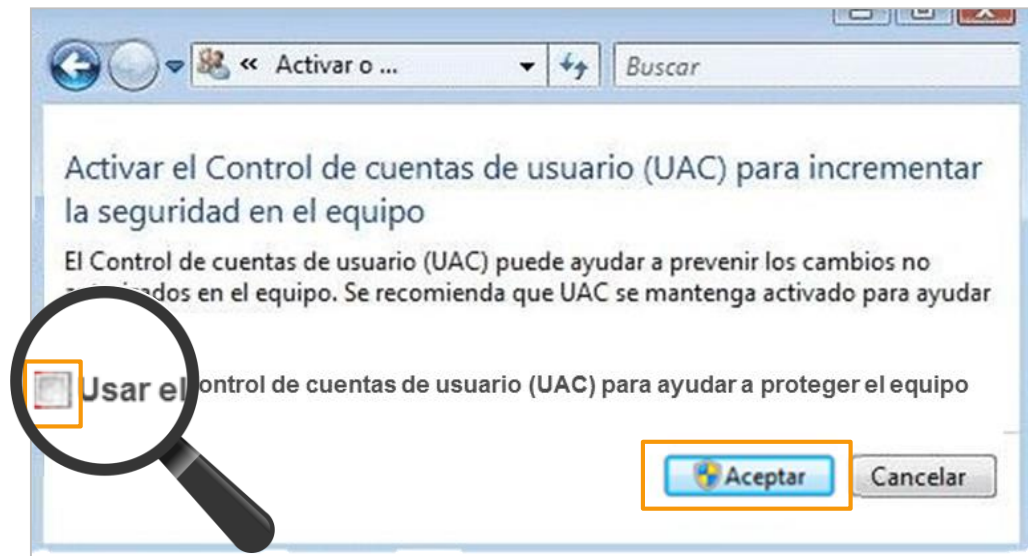 « Activar o ...
Buscar
Activar el Control de cuentas de usuario (UAC) para incrementar
la seguridad en el equipo
El Control de cuentas de usuario (UAC) puede ayudar a prevenir los cambios no
en el equipo. Se recomienda que UAC se mantenga activado para ayudar
Usar el ontrol de cuentas de usuario (UAC) para ayudar a proteger el equipo
Aceptar
Cancelar